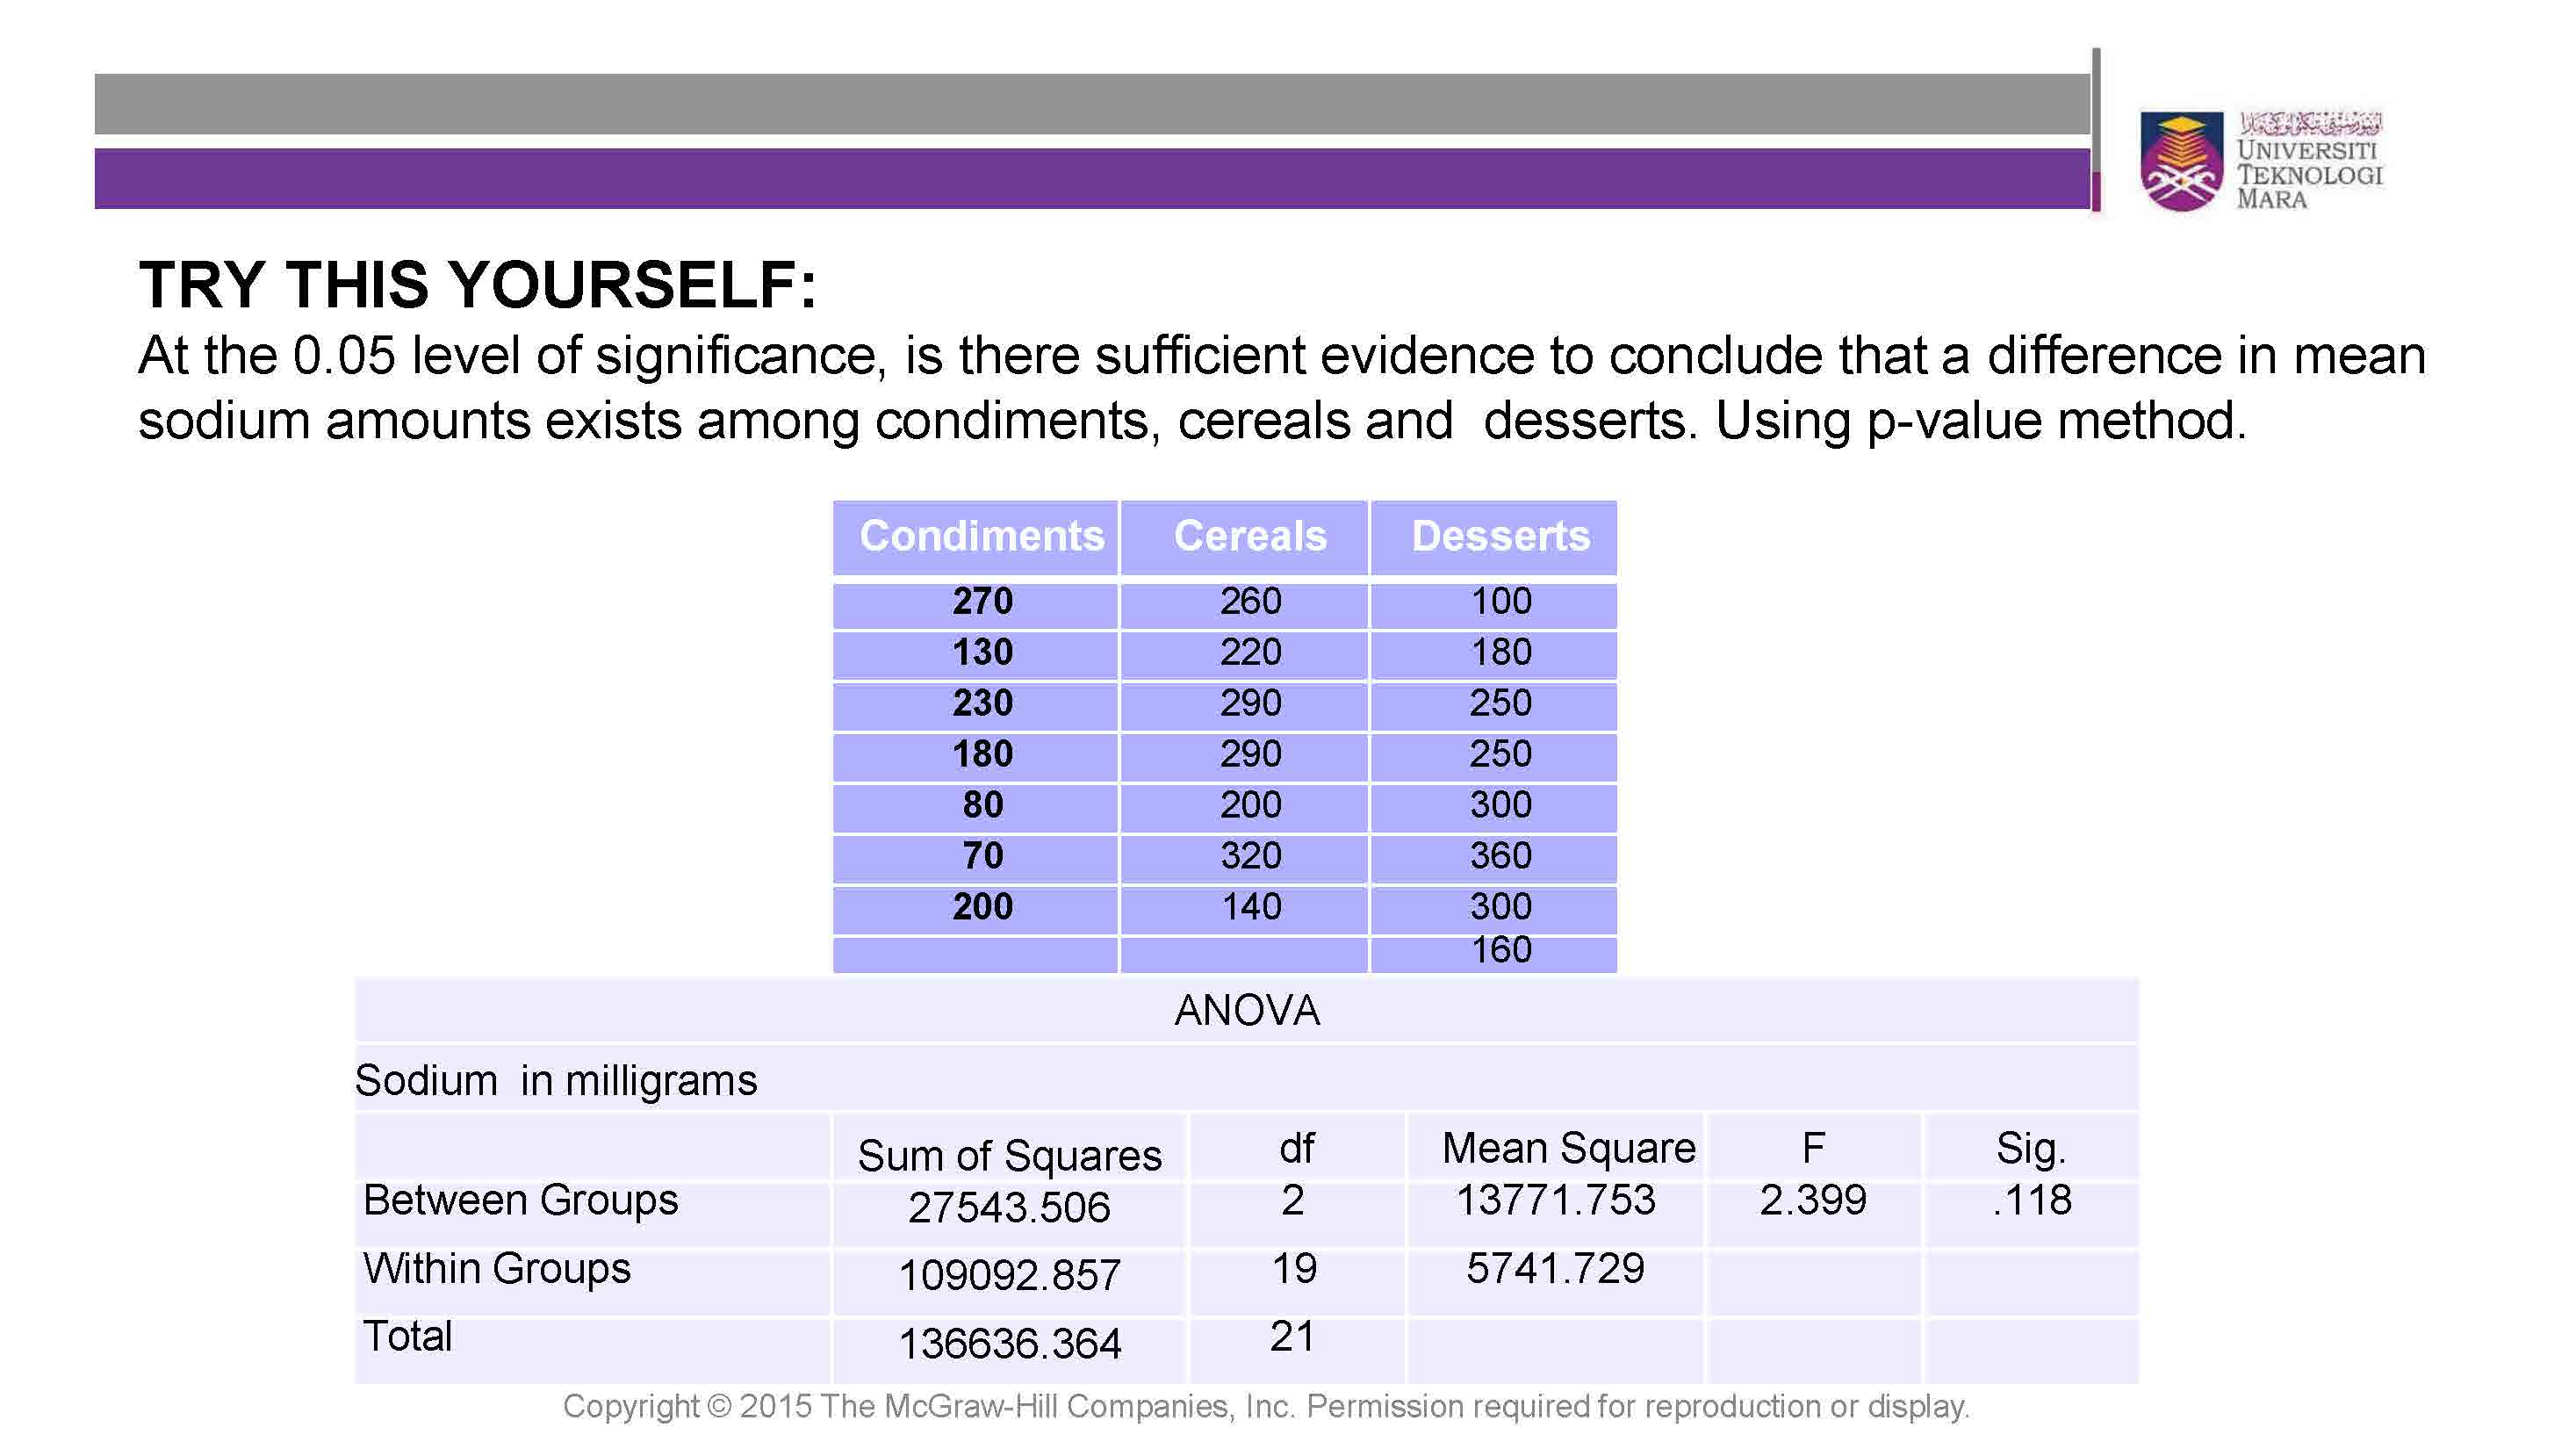 UNIVERSITI
TEKNOLOGI
MARA
TRY THIS YOURSELF:
At the 0.05 level of significance, is there sufficient evidence to conclude that a difference in mean
sodium amounts exists among condiments, cereals and desserts. Using p-value method.
Condiments Cereals Desserts
270 260 100
130 220 180
230 290 250
180 290 250
80 200 300
70 320 360
200 140 300
160
ANOVA
Sodium in milligrams
Sum of Squares df Mean Square F Sig.
Between Groups 27543.506 2 13771.753 2.399 .118
Within Groups 109092.857 19 5741.729
Total 136636.364 21
Copyright © 2015 The McGraw-Hill Companies, Inc. Permission required for reproduction or display.